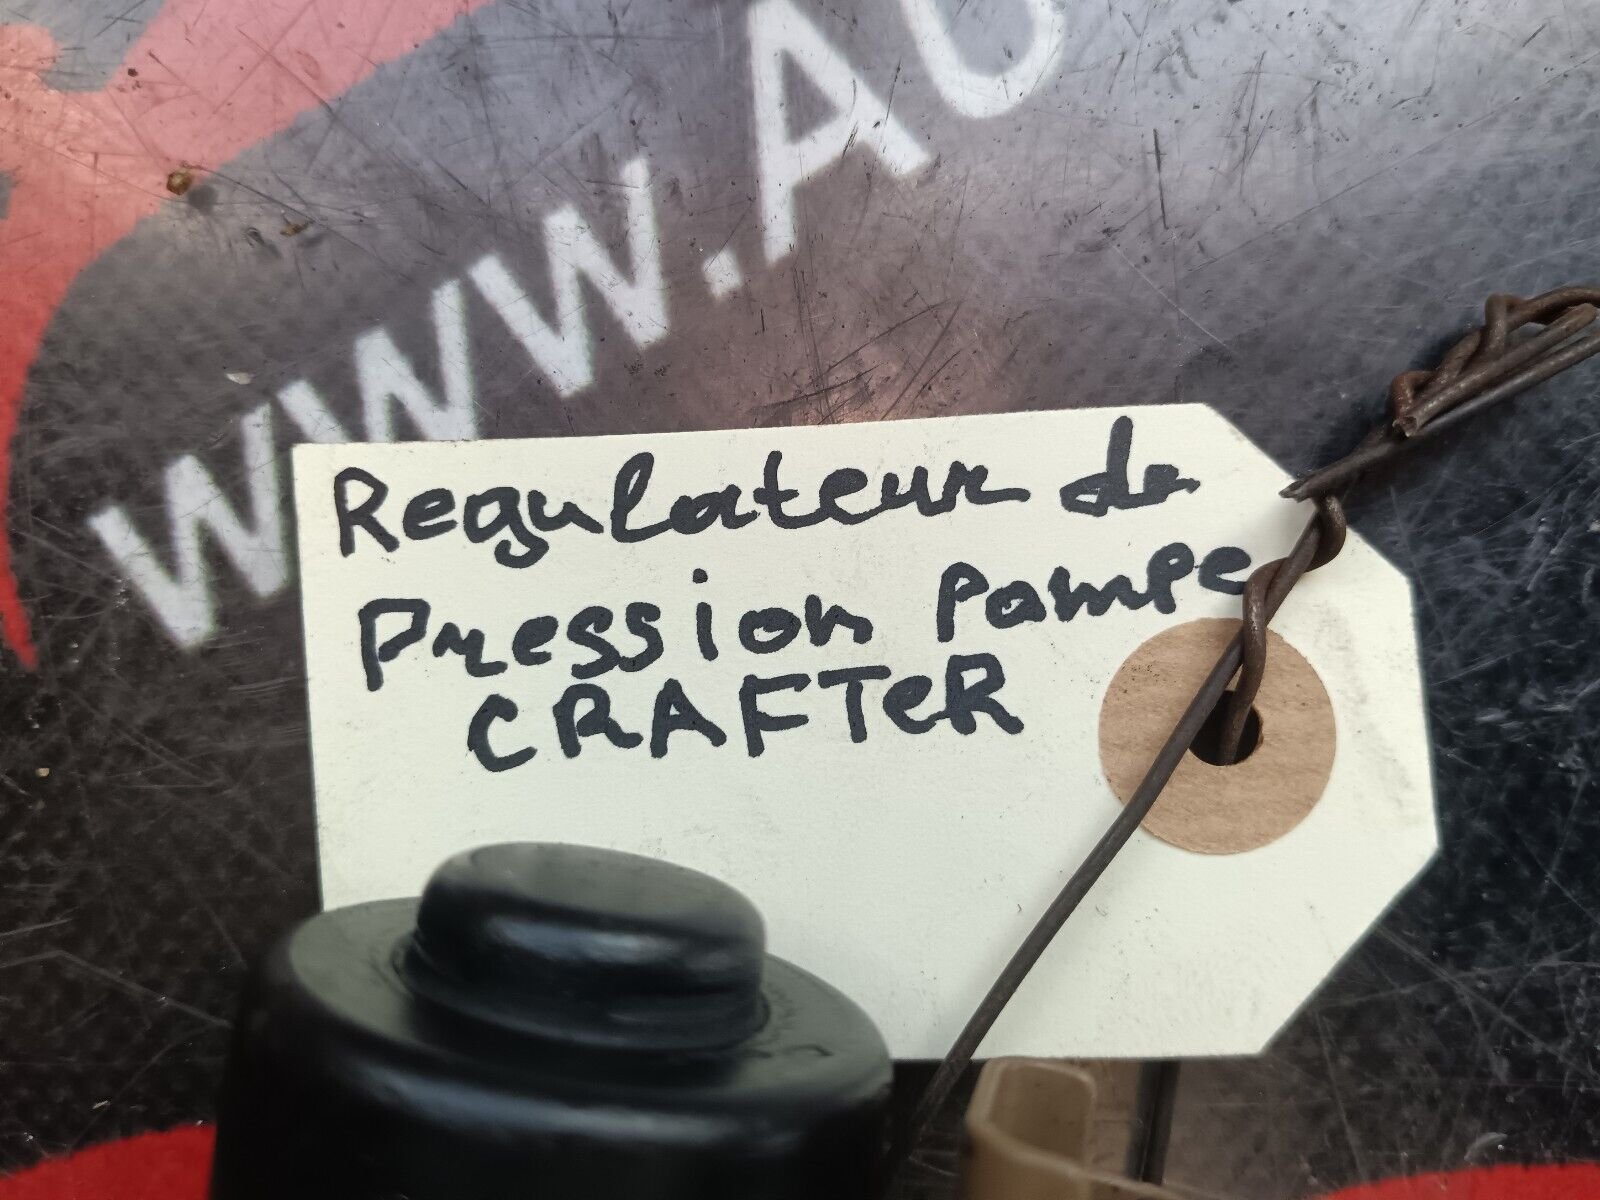 WWW.AU
Regulateur de
Pression Pompe
CRAFTeR